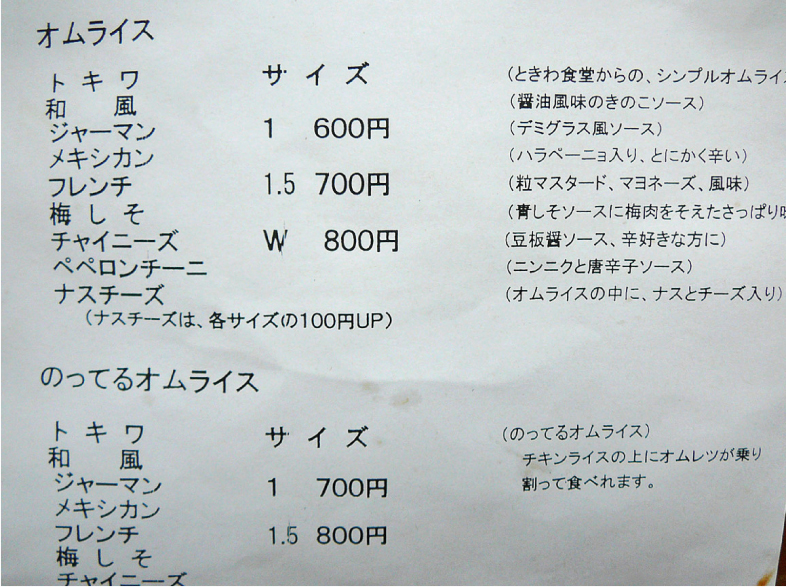 オムライス
トキワ サイズ (ときわ食堂からの、シンプルオムライス
和風 (醤油風味のきのこソース)
ジャーマン 1 600円 (デミグラス風ソース)
メキシカン (ハラペーニョ入り、とにかく辛い)
フレンチ 1.5 700円 (粒マスタード、マヨネーズ、風味)
梅しそ (青しそソースに梅肉をそえたさっぱり味
チャイニーズ W 800円 (豆板醤ソース、辛好きな方に)
ペペロンチーニ (ニンニクと唐辛子ソース)
ナスチーズ (オムライスの中に、ナスとチーズ入り)
(ナスチーズは、各サイズの100円UP)
のってるオムライス
トキワ サイズ (のってるオムライス)
和風 チキンライスの上にオムレツが乗り
ジャーマン 1 700円 割って食べれます。
メキシカン
フレンチ 1.5 800円
梅しそ
チャイニーズ